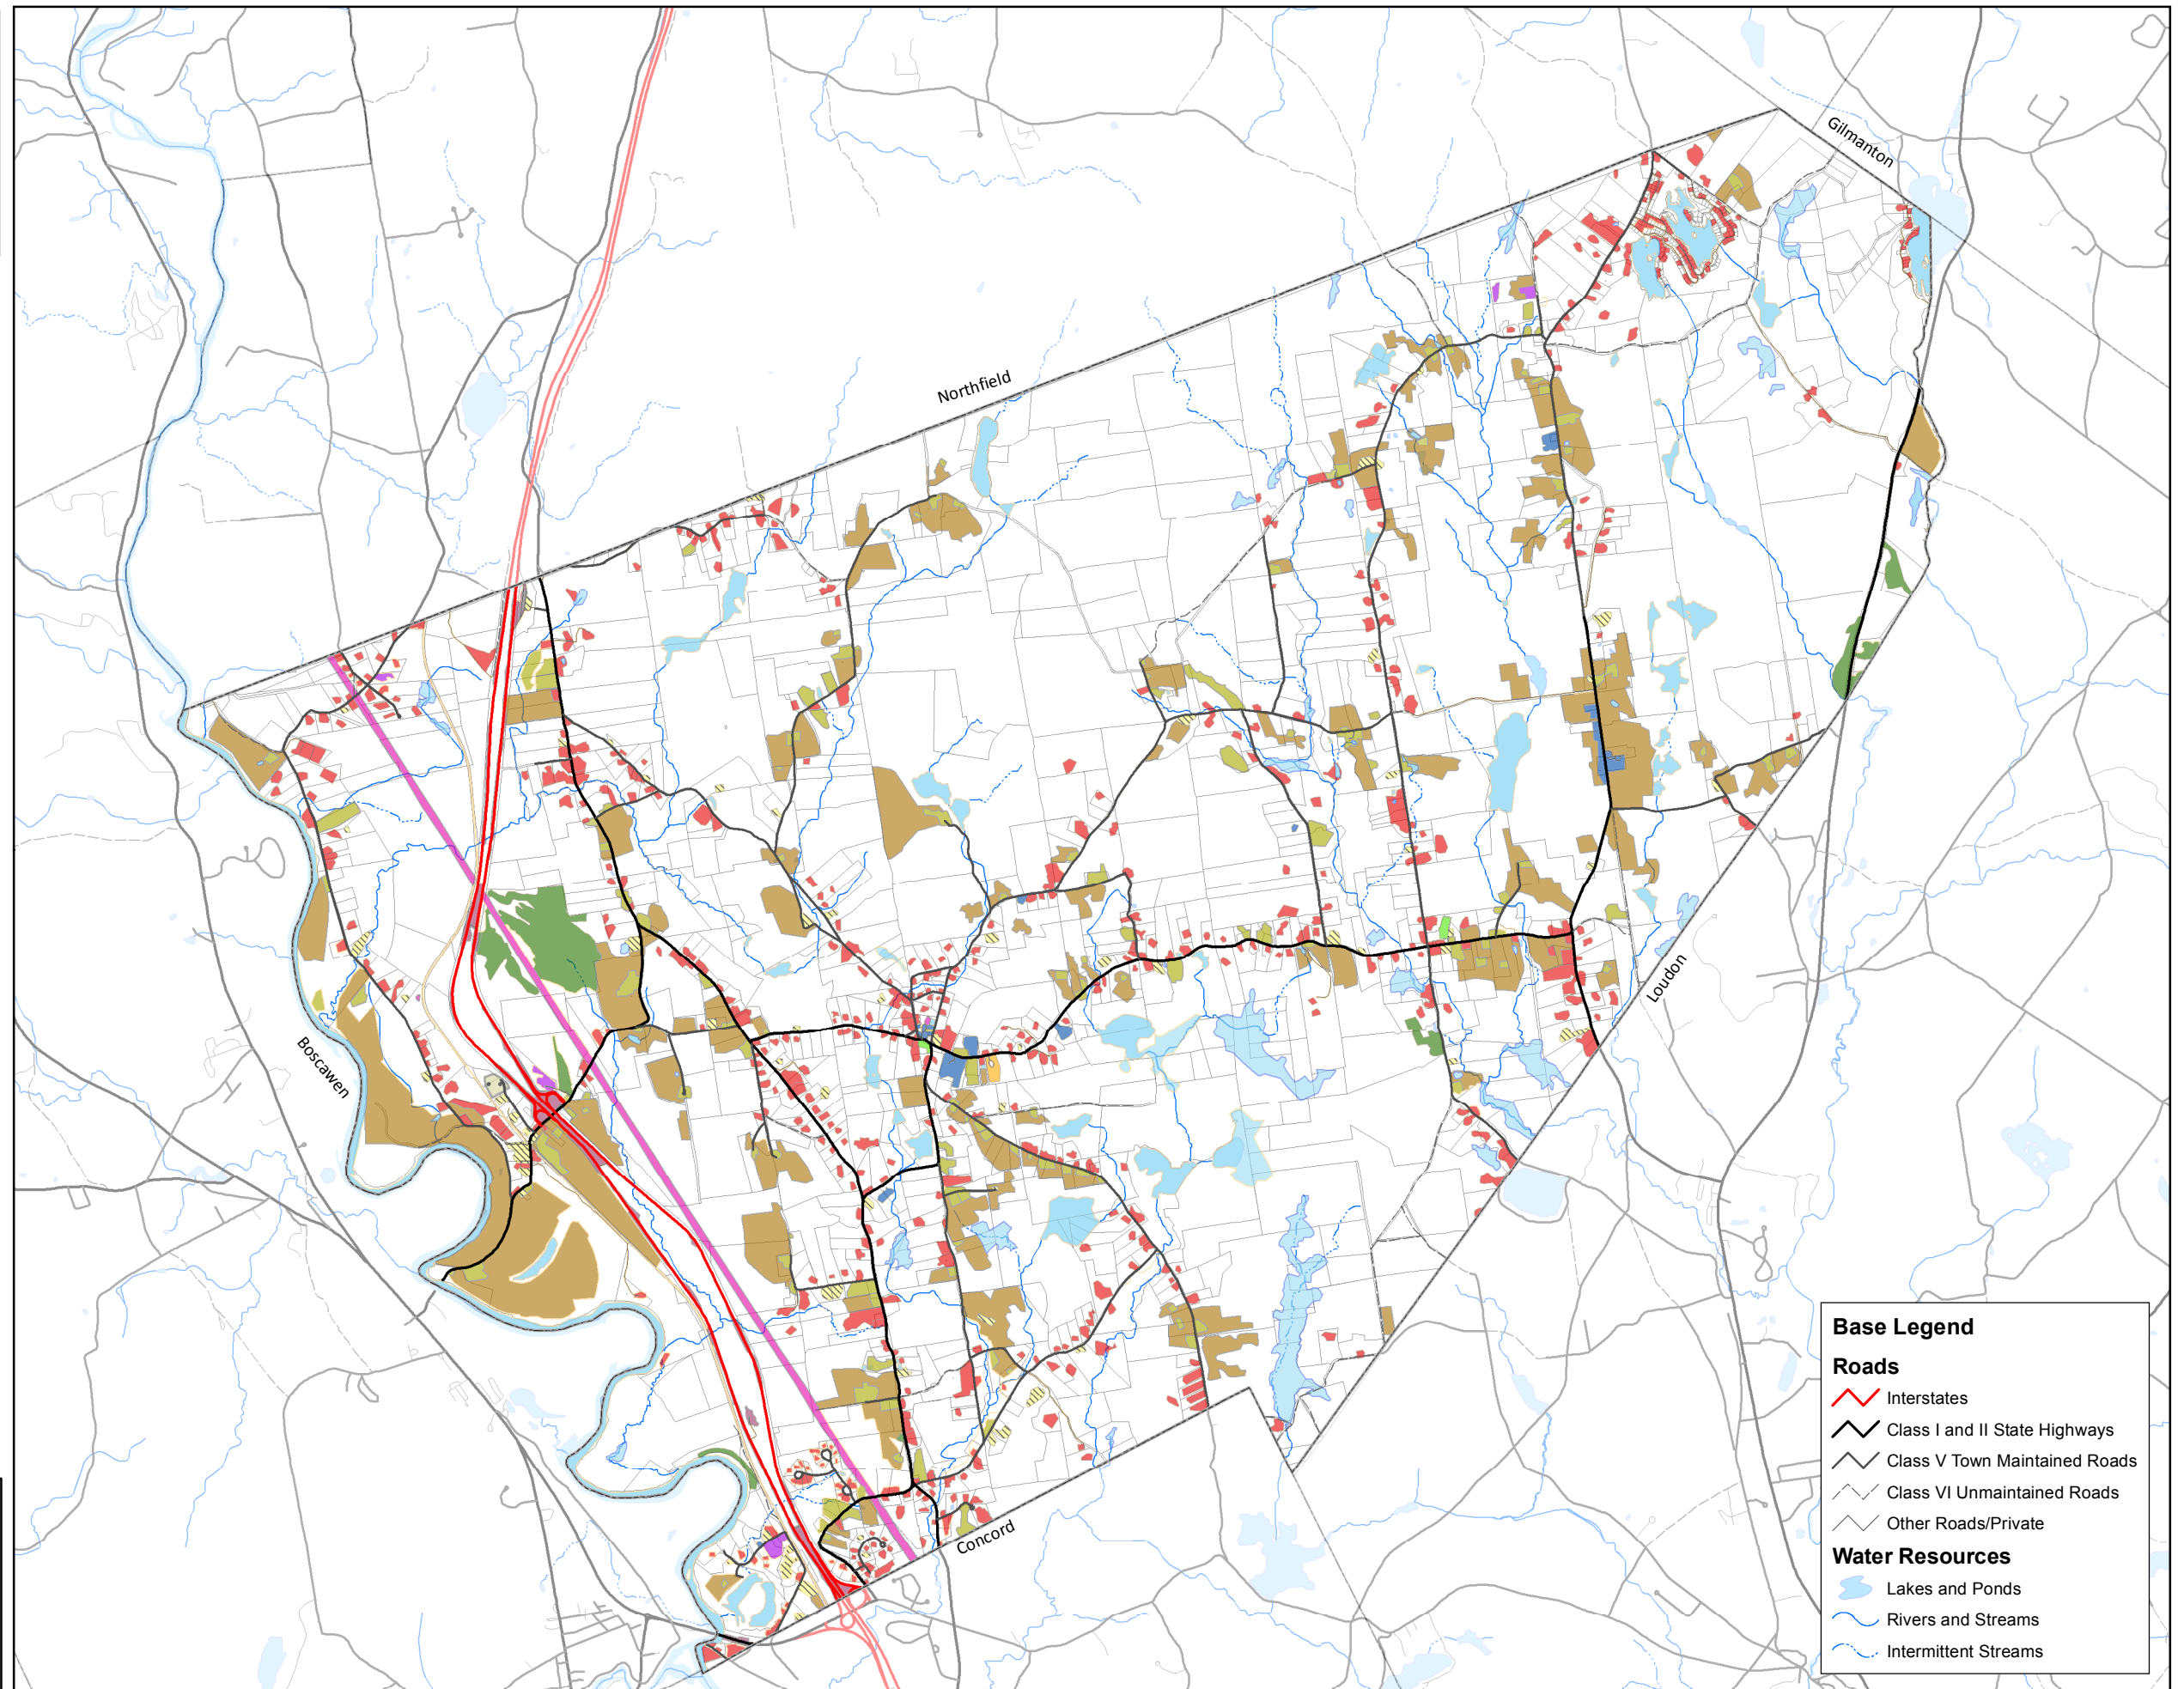 Gilmanton
Northfield
Loudon
Boscawen
Concord
Base Legend
Roads
Interstates
Class I and II State Highways
Class V Town Maintained Roads
Class VI Unmaintained Roads
Other Roads/Private
Water Resources
Lakes and Ponds
Rivers and Streams
Intermittent Streams